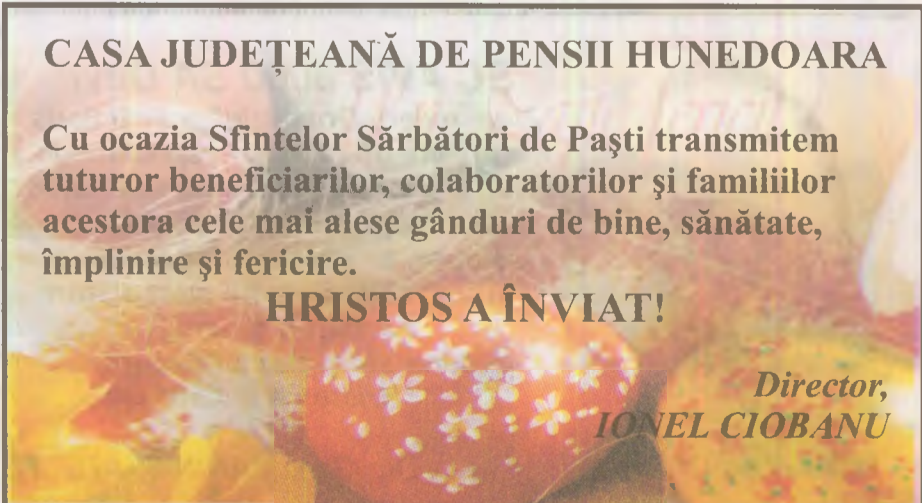 CASA JUDEȚEANĂ DE PENSII HUNEDOARA
Cu ocazia Sfintelor Sărbători de Paşti transmitem
tuturor beneficiarilor, colaboratorilor şi familiilor
acestora cele mai alese gânduri de bine, sănătate,
împlinire şi fericire.
HRISTOS A ÎNVIAT!
Director,
IONEL CIOBANU